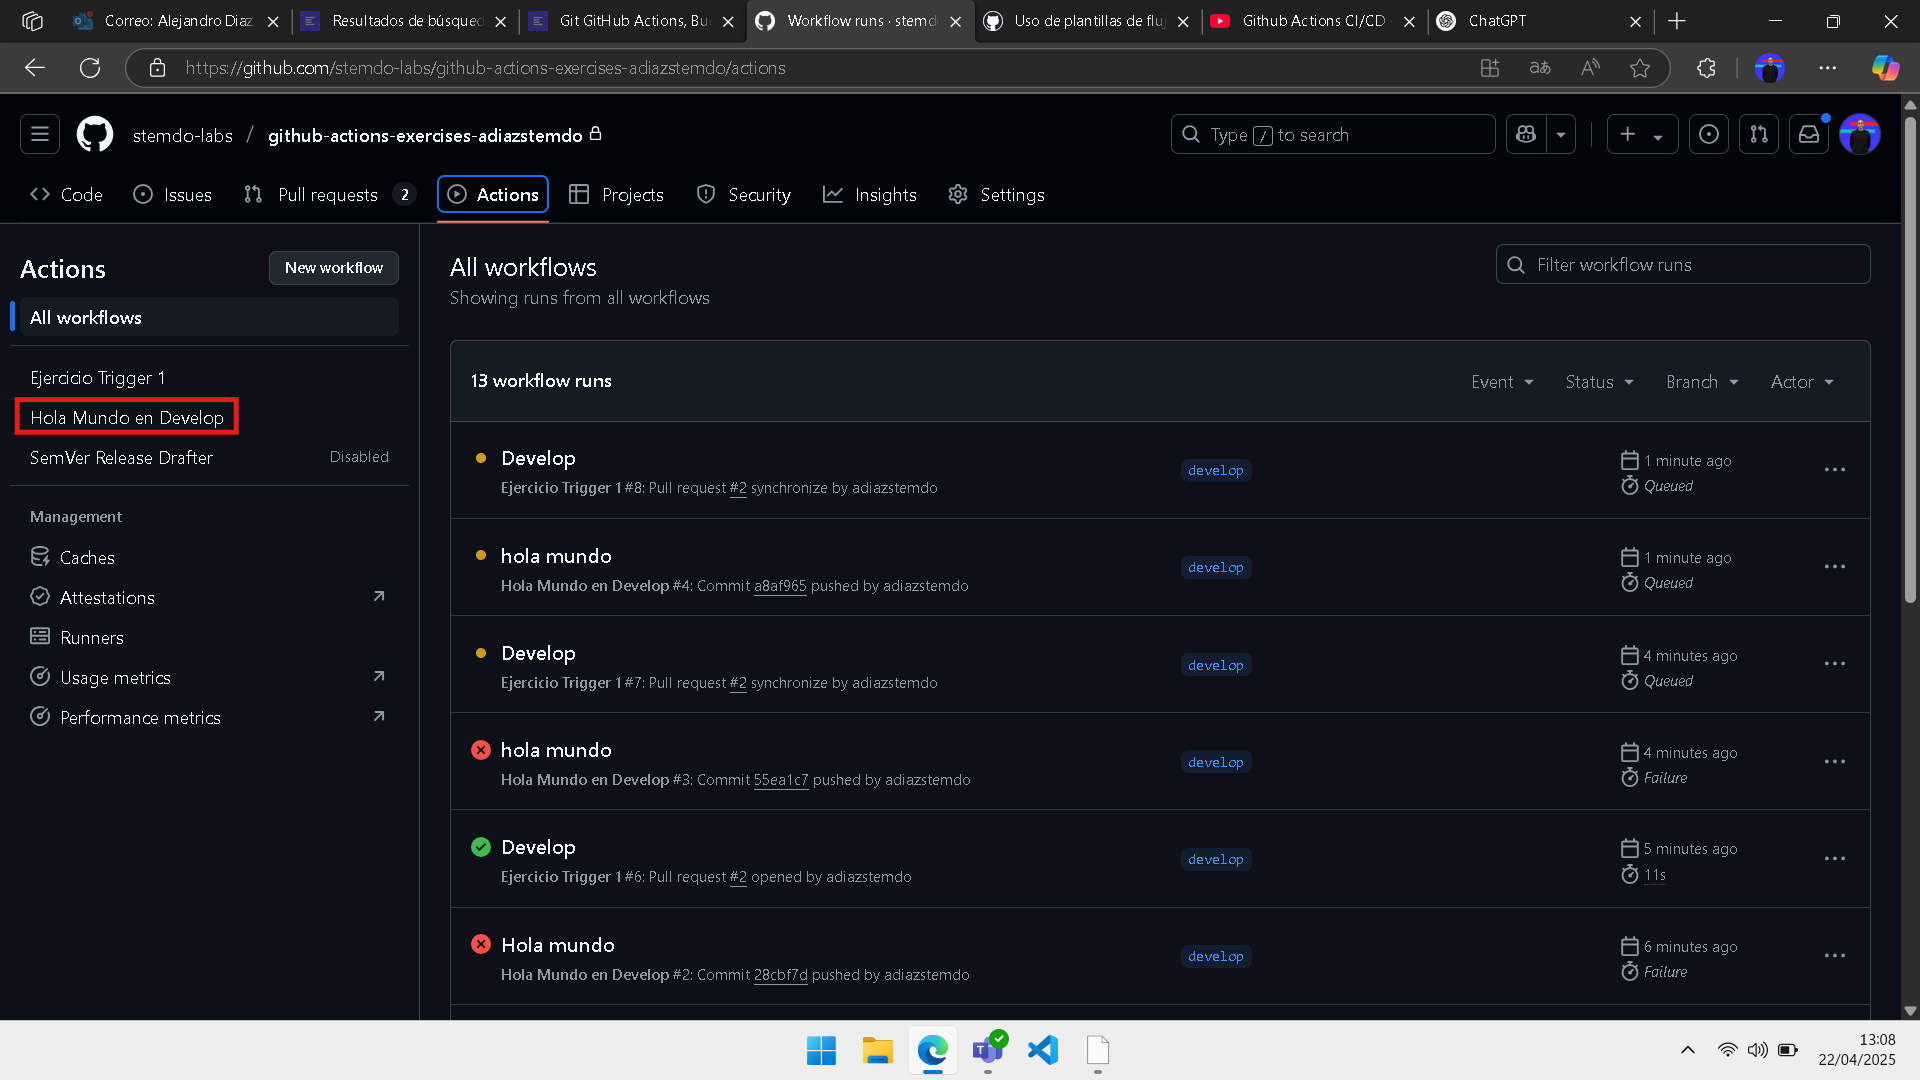 Correo: Alejandro Diaz
Resultados de búsqued
Git GitHub Actions, Bu
Workflow runs · stemd
Uso de plantillas de fluj
Github Actions CI/CD
ChatGPT
https://github.com/stemdo-labs/github-actions-exercises-adiazstemdo/actions
stemdo-labs / github-actions-exercises-adiazstemdo
Type / to search
Code
Issues
Pull requests 2
Actions
Projects
Security
Insights
Settings
Actions
New workflow
All workflows
Ejercicio Trigger 1
Hola Mundo en Develop
SemVer Release Drafter Disabled
Management
Caches
Attestations
Runners
Usage metrics
Performance metrics
All workflows
Showing runs from all workflows
Filter workflow runs
13 workflow runs
Event
Status
Branch
Actor
Develop
Ejercicio Trigger 1 #8: Pull request #2 synchronize by adiazstemdo
develop
1 minute ago
Queued
hola mundo
Hola Mundo en Develop #4: Commit a8af965 pushed by adiazstemdo
develop
1 minute ago
Queued
Develop
Ejercicio Trigger 1 #7: Pull request #2 synchronize by adiazstemdo
develop
4 minutes ago
Queued
hola mundo
Hola Mundo en Develop #3: Commit 55ea1c7 pushed by adiazstemdo
develop
4 minutes ago
Failure
Develop
Ejercicio Trigger 1 #6: Pull request #2 opened by adiazstemdo
develop
5 minutes ago
11s
Hola mundo
Hola Mundo en Develop #2: Commit 28cbf7d pushed by adiazstemdo
develop
6 minutes ago
Failure
13:08
22/04/2025